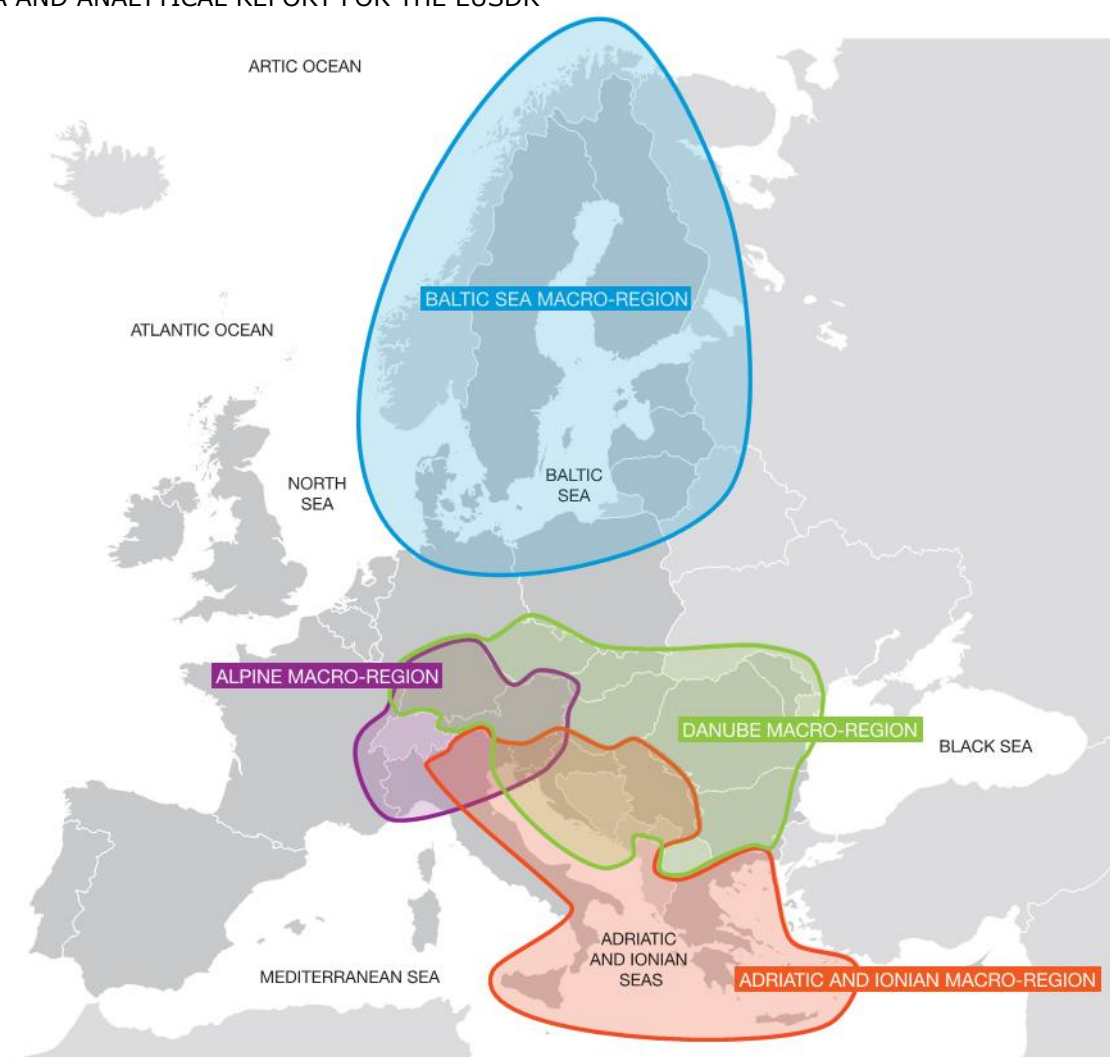 A AND ANALYTICAL REPORT FOR THE EUSDR
ARTIC OCEAN
BALTIC SEA MACRO-REGION
ATLANTIC OCEAN
NORTH
SEA
BALTIC
SEA
ALPINE MACRO-REGION
DANUBE MACRO-REGION
BLACK SEA
ADRIATIC
AND IONIAN
SEAS
MEDITERRANEAN SEA
ADRIATIC AND IONIAN MACRO-REGION